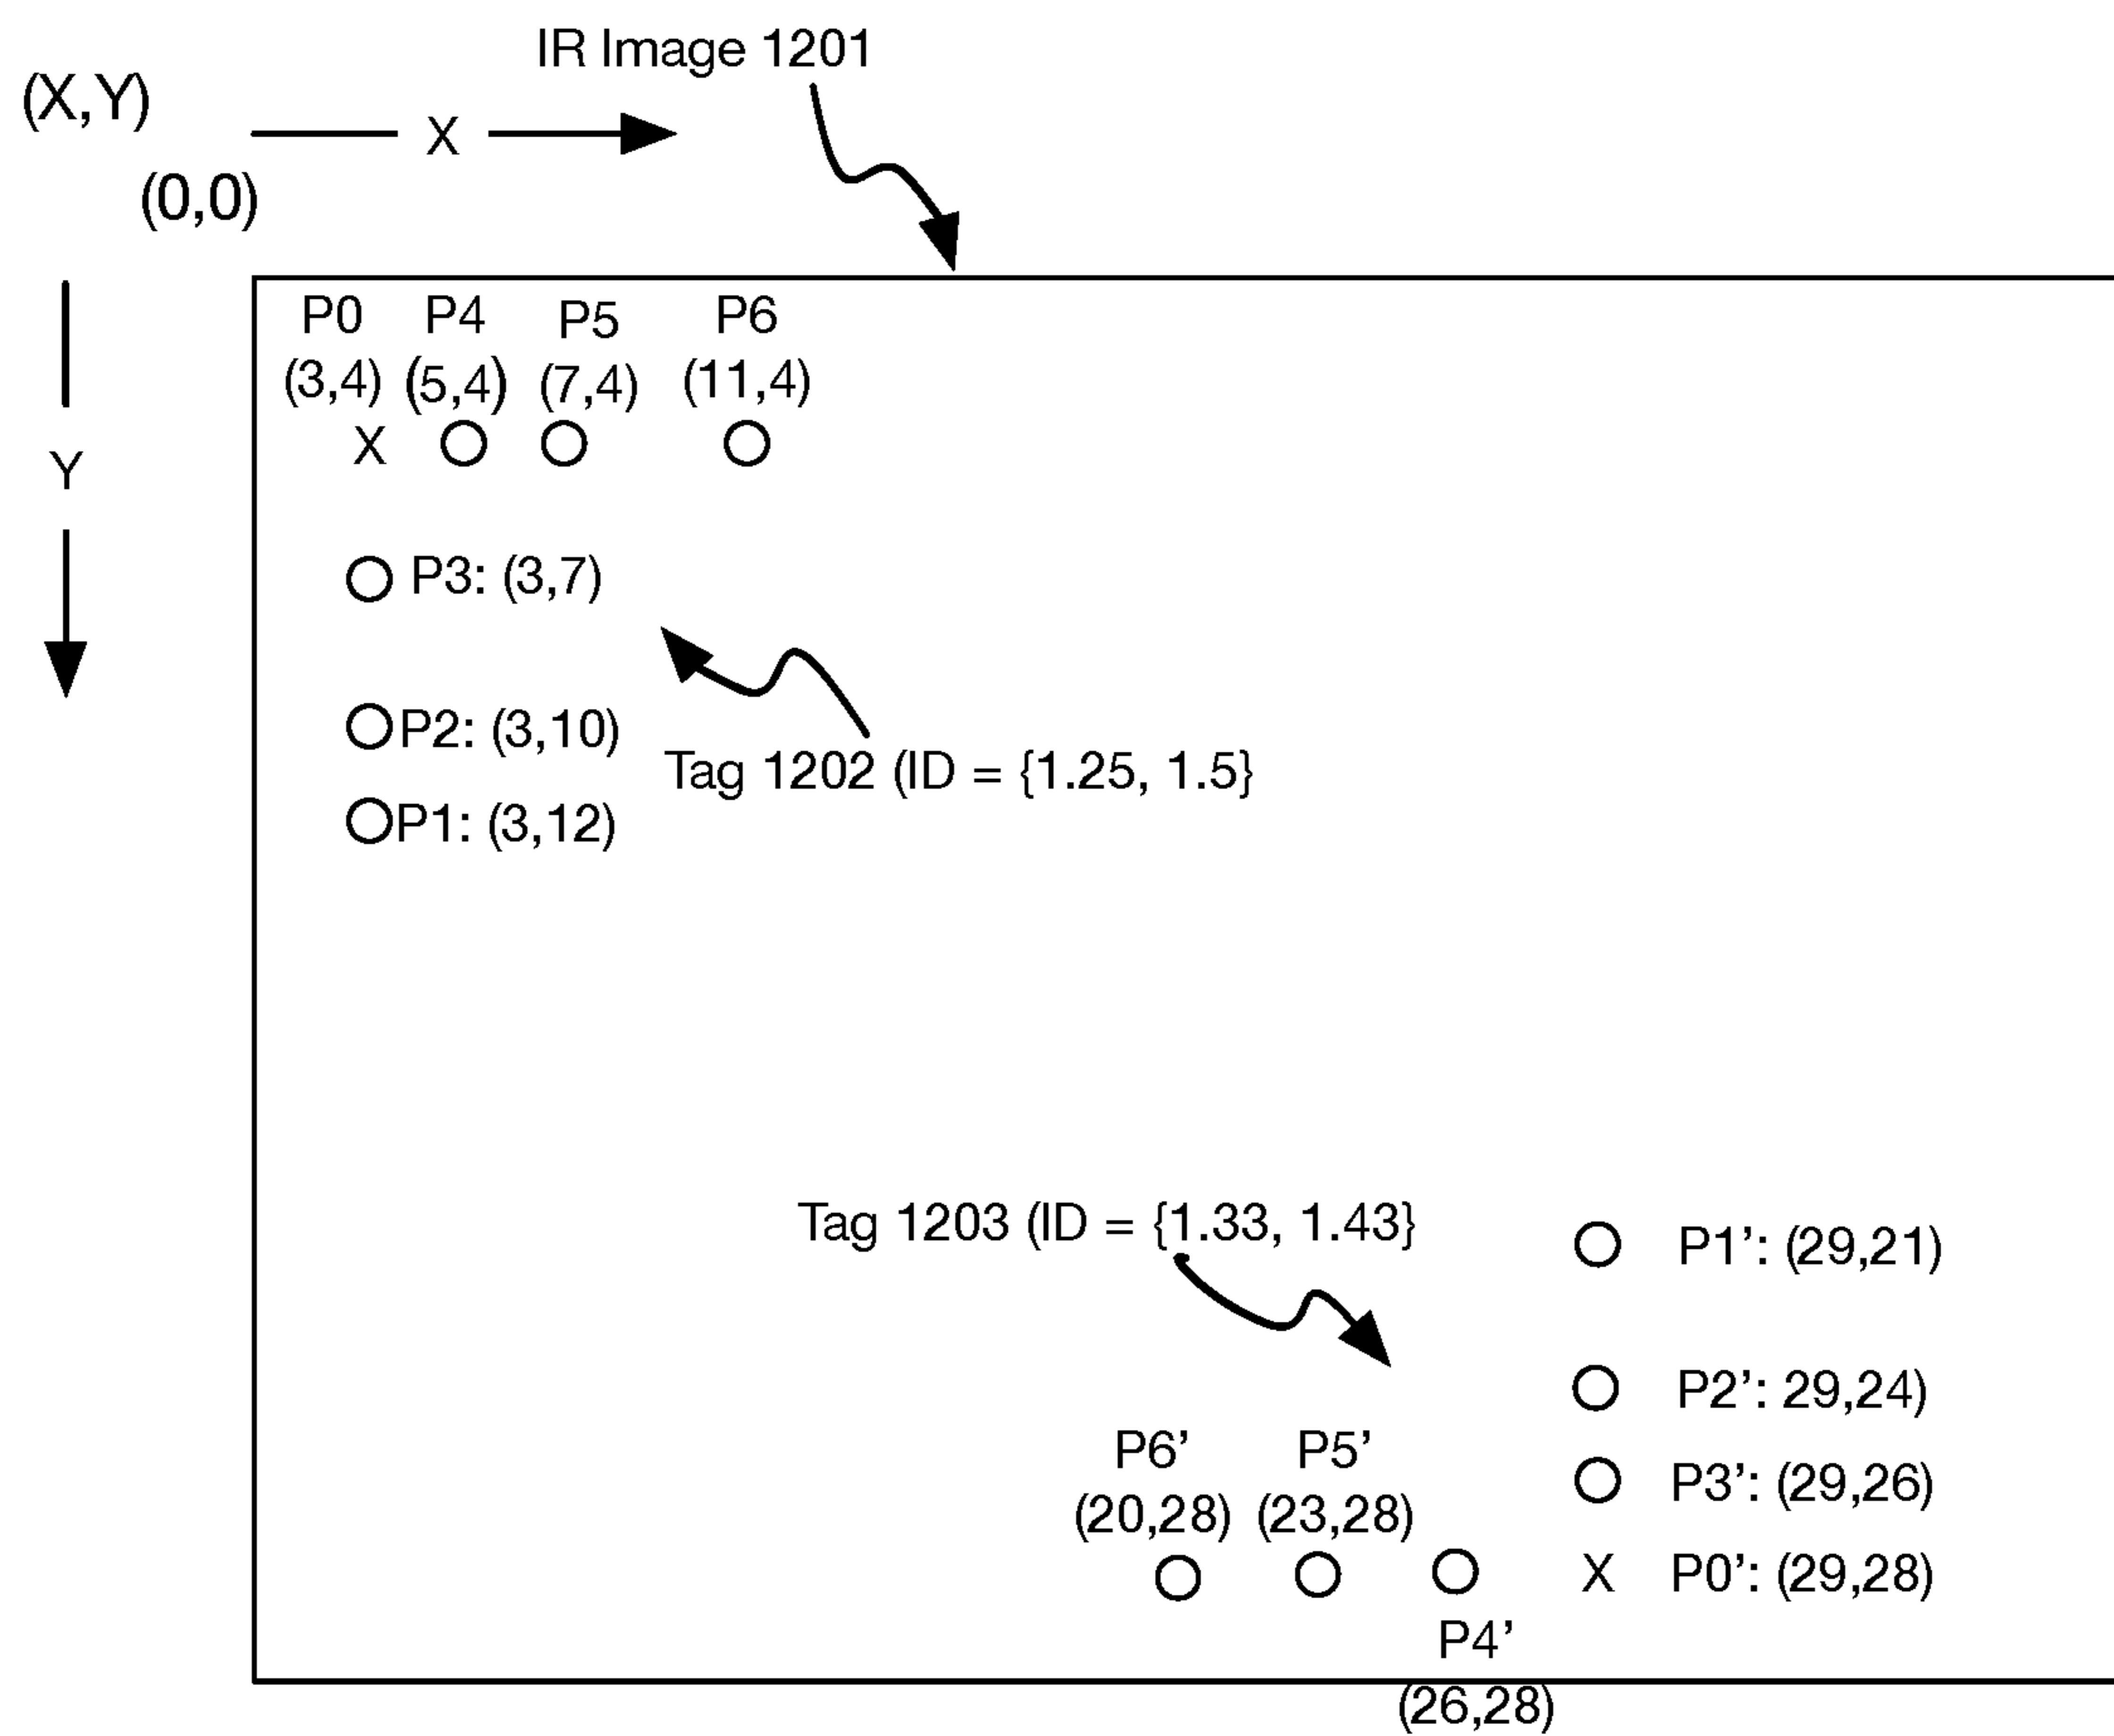 IR Image 1201
(X,Y)
X
(0,0)
Y
P0 P4 P5 P6
(3,4) (5,4) (7,4) (11,4)
X
P3: (3,7)
P2: (3,10)
Tag 1202 (ID = {1.25, 1.5}
P1: (3,12)
Tag 1203 (ID = {1.33, 1.43}
P1’: (29,21)
P2’: 29,24)
P6’ P5’
P3’: (29,26)
(20,28) (23,28)
X P0’: (29,28)
P4’
(26,28)